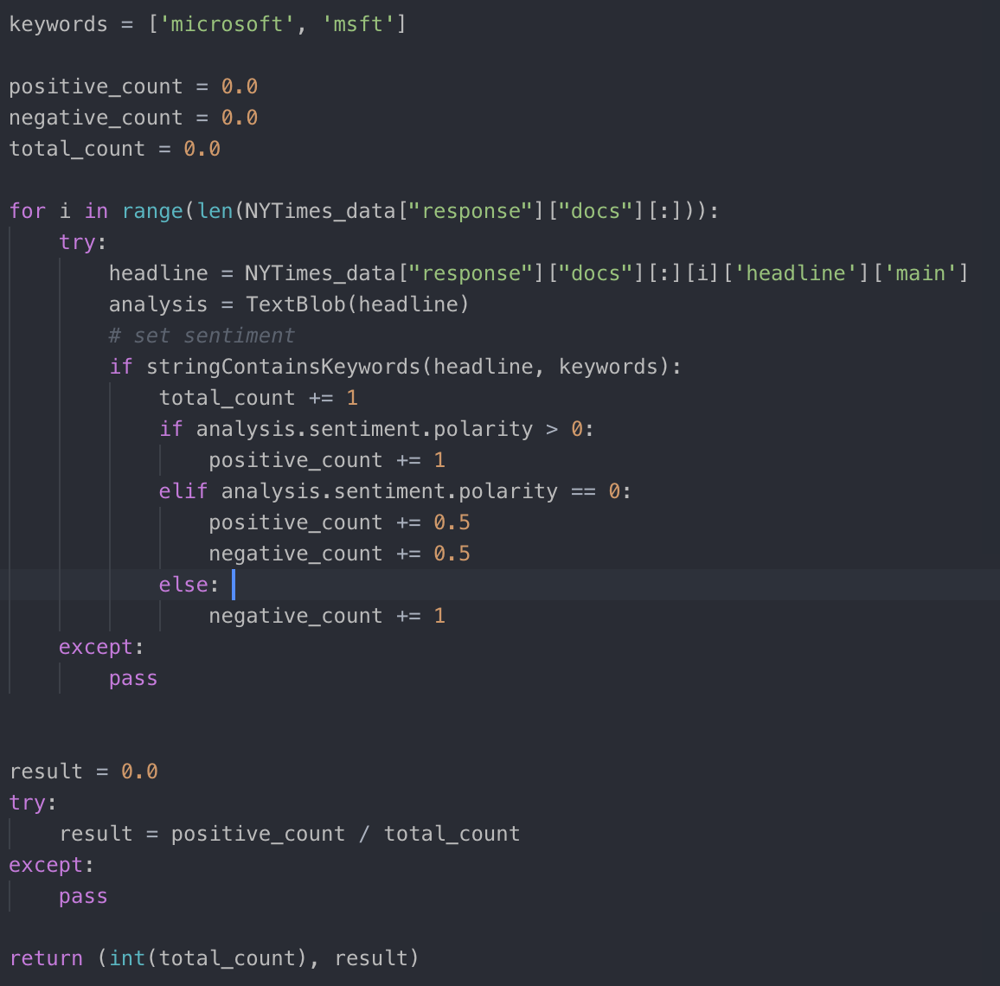 keywords = ['microsoft', 'msft']

positive_count = 0.0
negative_count = 0.0
total_count = 0.0

for i in range(len(NYTimes_data["response"]["docs"][:])):
    try:
        headline = NYTimes_data["response"]["docs"][:][i]['headline']['main']
        analysis = TextBlob(headline)
        # set sentiment
        if stringContainsKeywords(headline, keywords):
            total_count += 1
            if analysis.sentiment.polarity > 0:
                positive_count += 1
            elif analysis.sentiment.polarity == 0:
                positive_count += 0.5
                negative_count += 0.5
            else:
                negative_count += 1
    except:
        pass


result = 0.0
try:
    result = positive_count / total_count
except:
    pass

return (int(total_count), result)